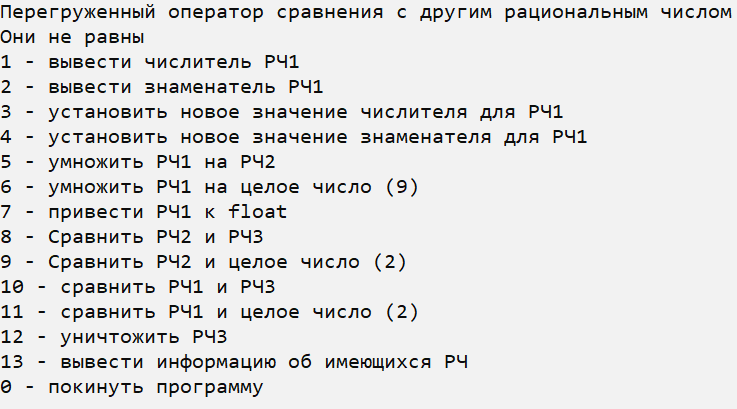 Перегруженный оператор сравнения с другим рациональным числом
Они не равны
1 - вывести числитель РЧ1
2 - вывести знаменатель РЧ1
3 - установить новое значение числителя для РЧ1
4 - установить новое значение знаменателя для РЧ1
5 - умножить РЧ1 на РЧ2
6 - умножить РЧ1 на целое число (9)
7 - привести РЧ1 к float
8 - Сравнить РЧ2 и РЧ3
9 - Сравнить РЧ2 и целое число (2)
10 - сравнить РЧ1 и РЧ3
11 - сравнить РЧ1 и целое число (2)
12 - уничтожить РЧ3
13 - вывести информацию об имеющихся РЧ
0 - покинуть программу